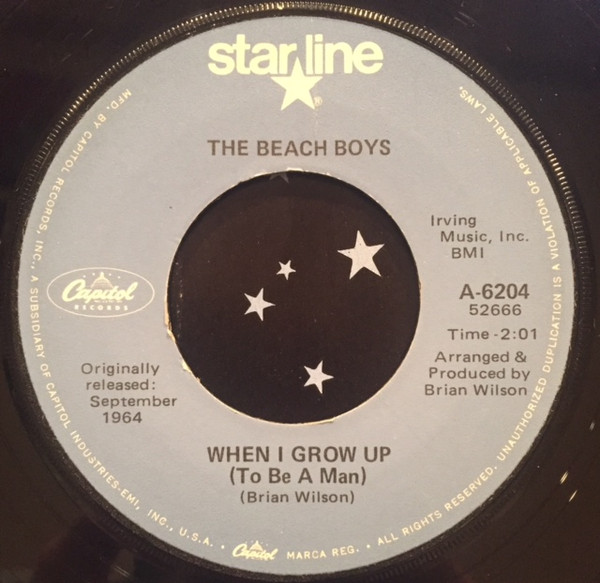 starline
®
THE BEACH BOYS
Irving
Music, Inc.
BMI
Capitol
RECORDS
A-6204
52666
Time - 2:01
Arranged &
Produced by
Brian Wilson
Originally
released:
September
1964
WHEN I GROW UP
(To Be A Man)
(Brian Wilson)
MFD. BY CAPITOL RECORDS, INC., A SUBSIDIARY OF CAPITOL INDUSTRIES-EMI, INC., U.S.A. • Capitol MARCA REG. • ALL RIGHTS RESERVED. UNAUTHORIZED DUPLICATION IS A VIOLATION OF APPLICABLE LAWS.